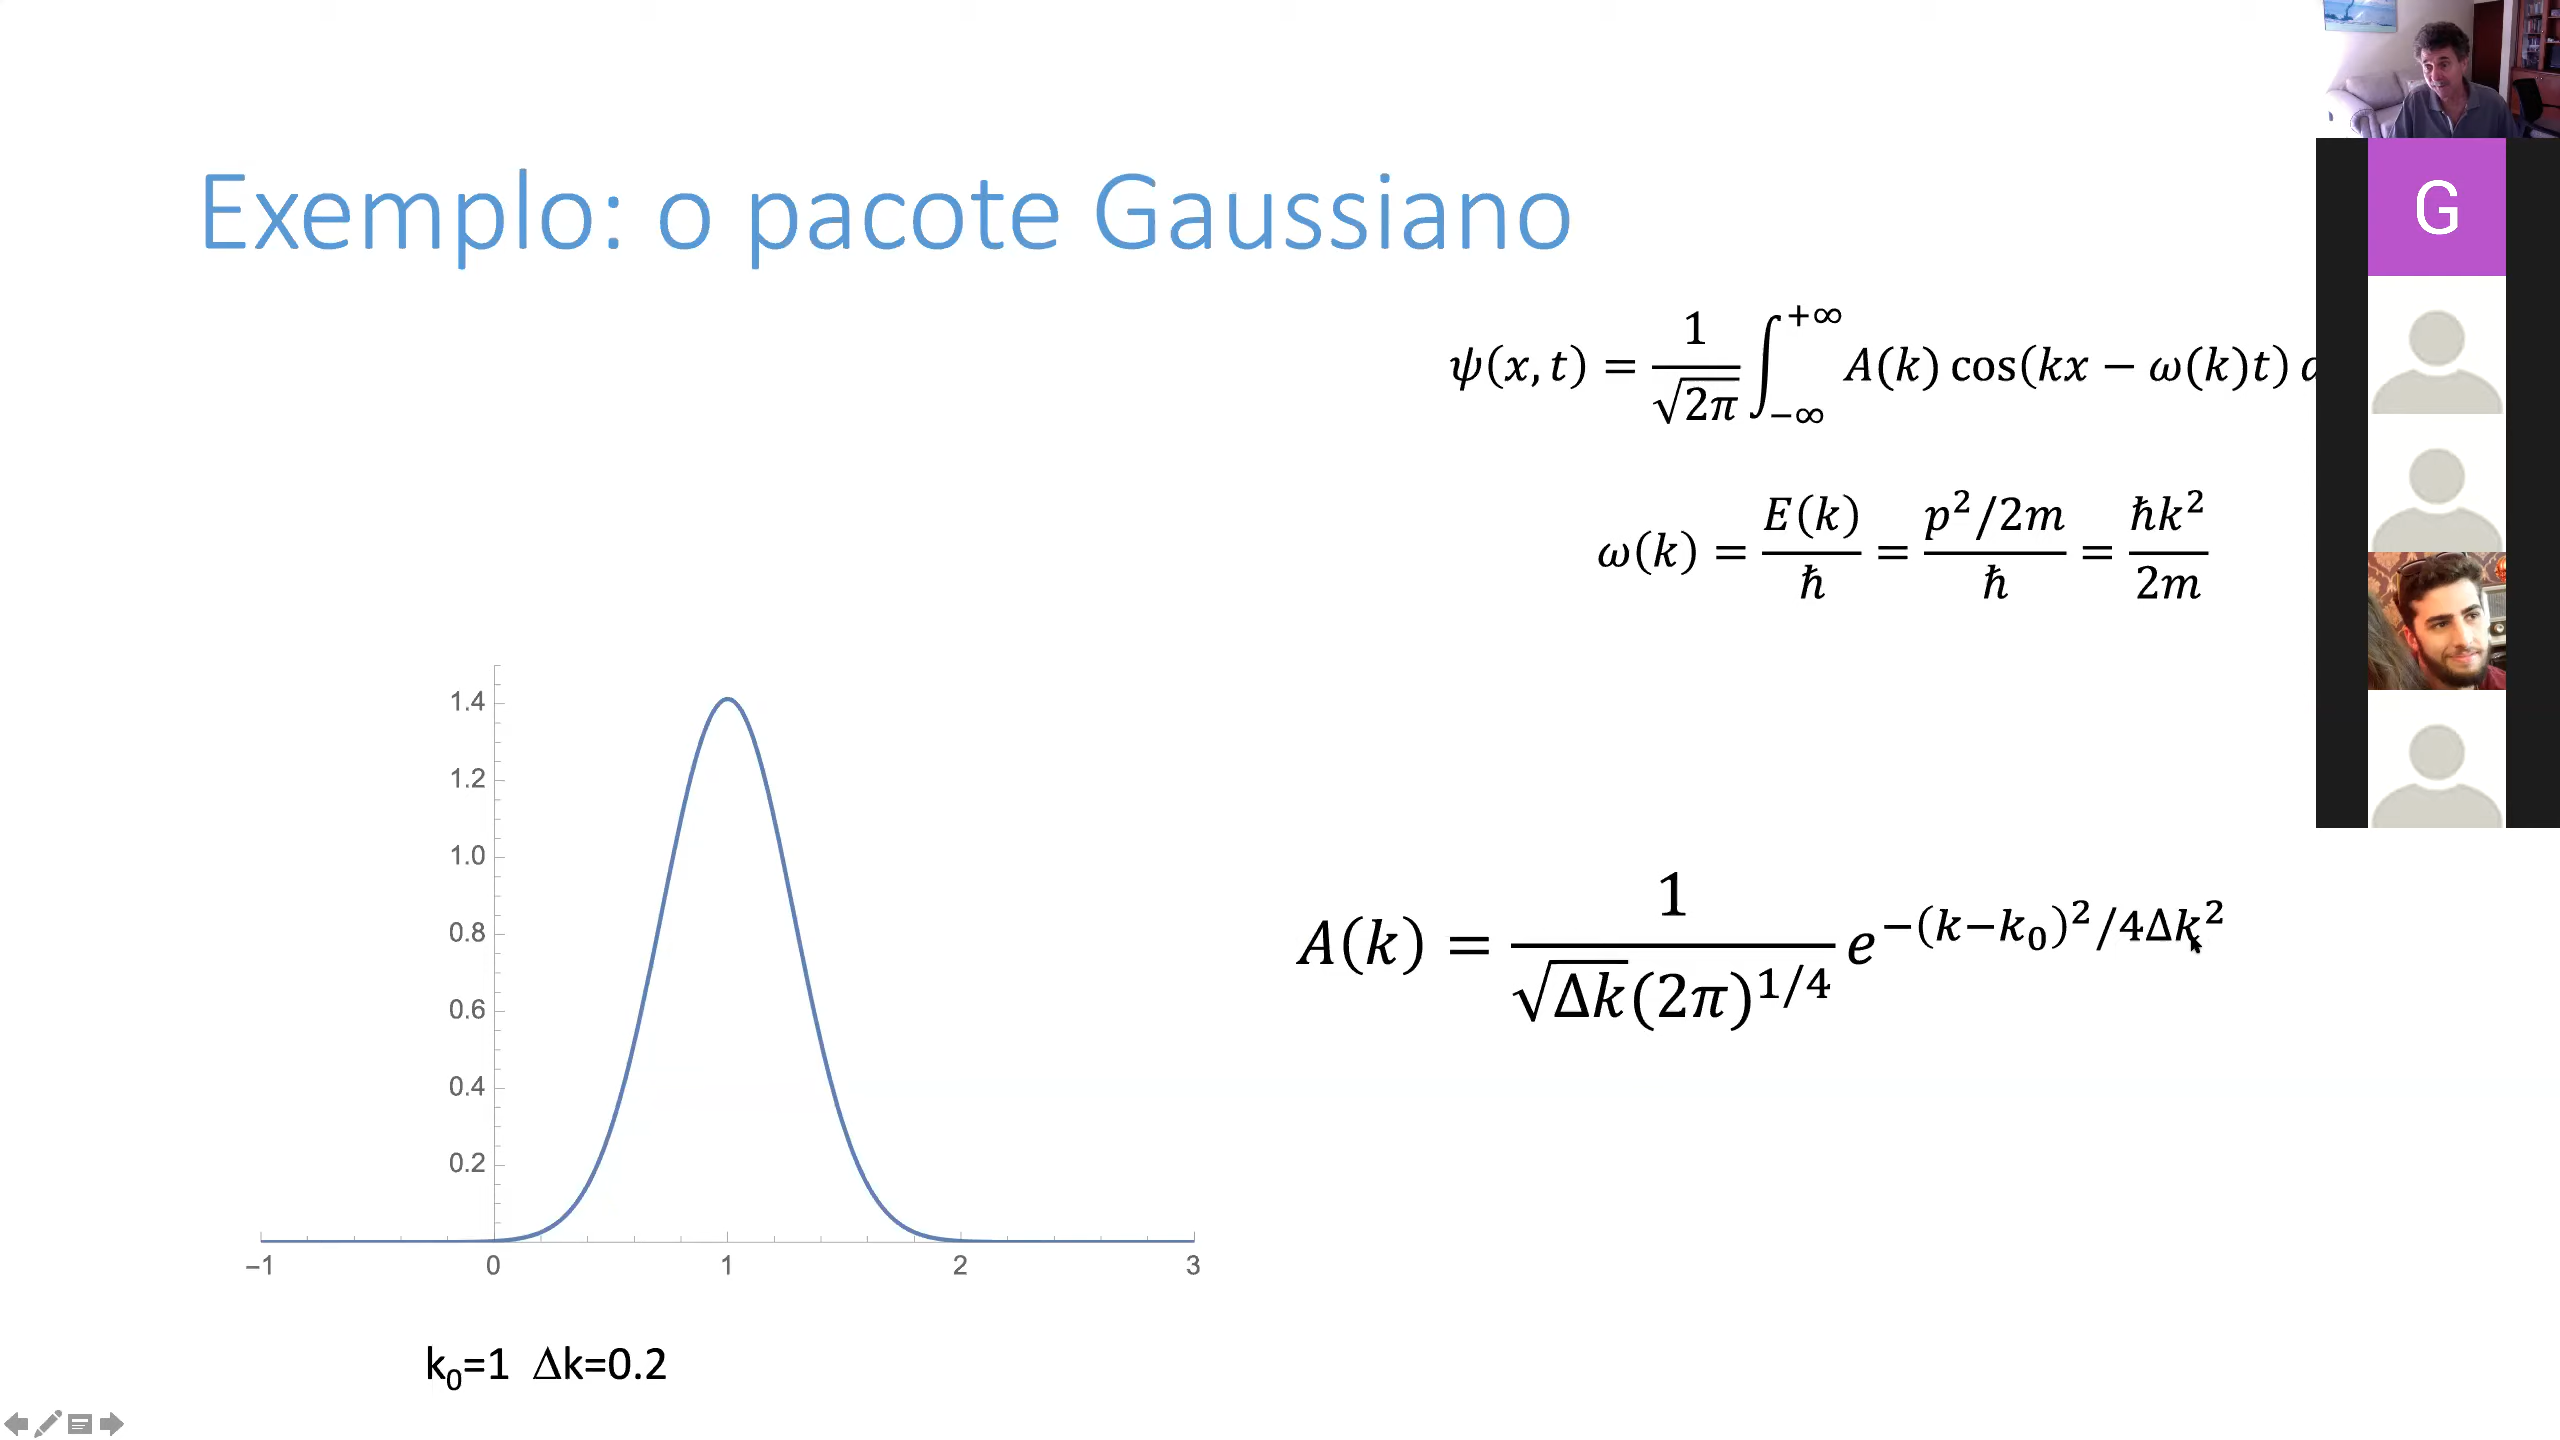 Exemplo: o pacote Gaussiano
G
ψ(x, t) = 1/√2π ∫_{−∞}^{+∞} A(k) cos(kx − ω(k)t)
ω(k) = E(k)/ħ = p²/2m/ħ = ħk²/2m
1.4
1.2
1.0
0.8
0.6
0.4
0.2
−1 0 1 2 3
A(k) = 1/√Δk(2π)^{1/4} e^{−(k−k₀)²/4Δk²}
k₀=1 Δk=0.2